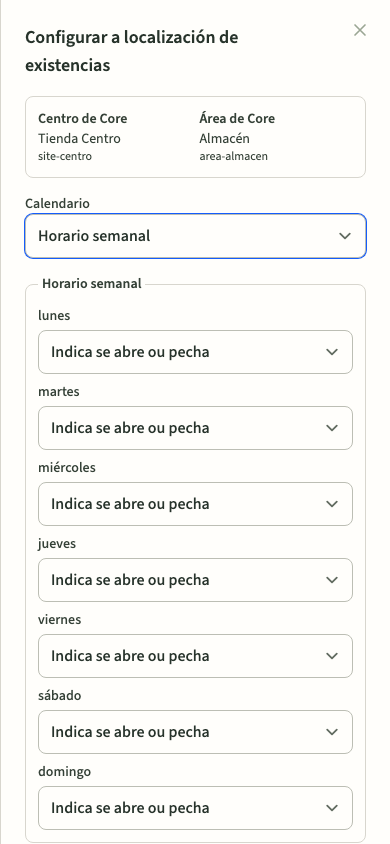 Configurar a localización de
existencias
Centro de Core
Tienda Centro
site-centro
Área de Core
Almacén
area-almacen
Calendario
Horario semanal
Horario semanal
lunes
Indica se abre ou pecha
martes
Indica se abre ou pecha
miércoles
Indica se abre ou pecha
jueves
Indica se abre ou pecha
viernes
Indica se abre ou pecha
sábado
Indica se abre ou pecha
domingo
Indica se abre ou pecha